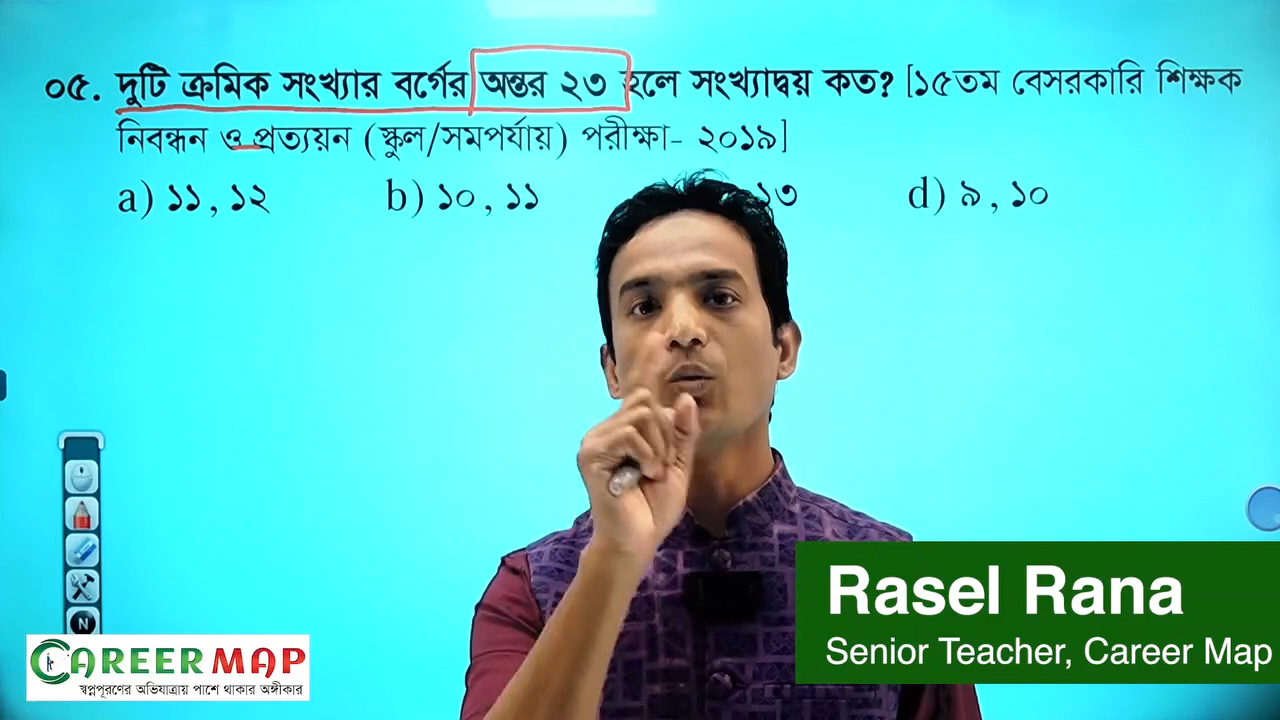 ০৫. দুটি ক্রমিক সংখ্যার বর্গের অন্তর ২৩ হলে সংখ্যাদ্বয় কত? [১৫তম বেসরকারি শিক্ষক
নিবন্ধন ও প্রত্যয়ন (স্কুল/সমপর্যায়) পরীক্ষা- ২০১৯]
a) ১১, ১২ b) ১০, ১১ ১৩ d) ৯, ১০
N
Rasel Rana
Senior Teacher, Career Map
CAREER MAP
স্বপ্নপূরণের অভিযাত্রায় পাশে থাকার অঙ্গীকার